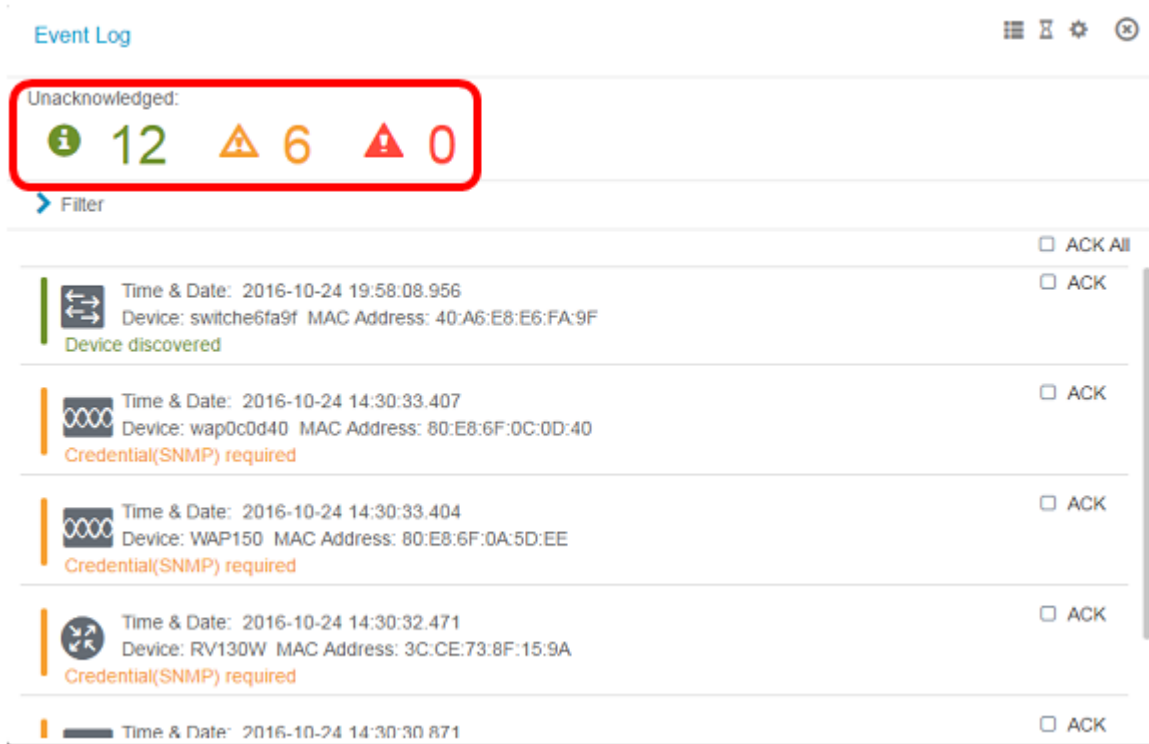 Event Log
Unacknowledged:
12 6 0
Filter
ACK All
Time & Date: 2016-10-24 19:58:08.956 ACK
Device: switche6fa9f MAC Address: 40:A6:E8:E6:FA:9F
Device discovered
Time & Date: 2016-10-24 14:30:33.407 ACK
Device: wap0c0d40 MAC Address: 80:E8:6F:0C:0D:40
Credential(SNMP) required
Time & Date: 2016-10-24 14:30:33.404 ACK
Device: WAP150 MAC Address: 80:E8:6F:0A:5D:EE
Credential(SNMP) required
Time & Date: 2016-10-24 14:30:32.471 ACK
Device: RV130W MAC Address: 3C:CE:73:8F:15:9A
Credential(SNMP) required
Time & Date: 2016-10-24 14:30:30.871 ACK